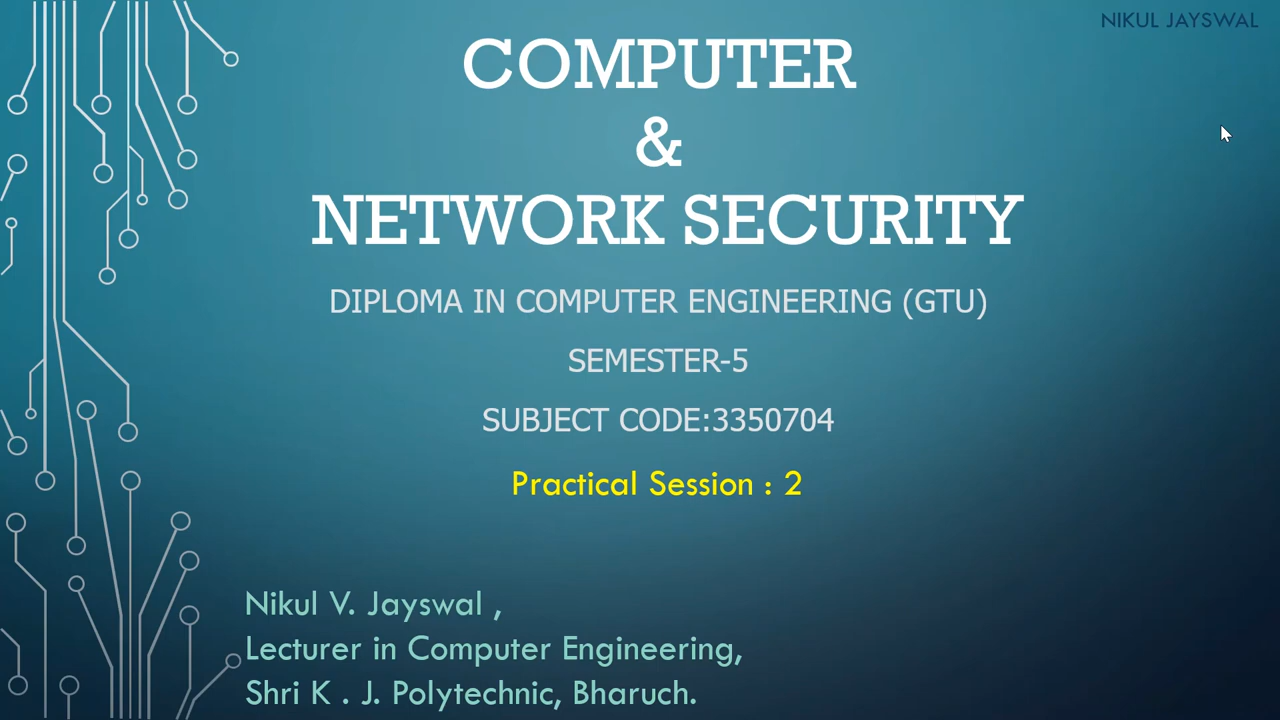 NIKUL JAYSWAL
COMPUTER
&
NETWORK SECURITY
DIPLOMA IN COMPUTER ENGINEERING (GTU)
SEMESTER-5
SUBJECT CODE:3350704
Practical Session : 2
Nikul V. Jayswal ,
Lecturer in Computer Engineering,
Shri K . J. Polytechnic, Bharuch.